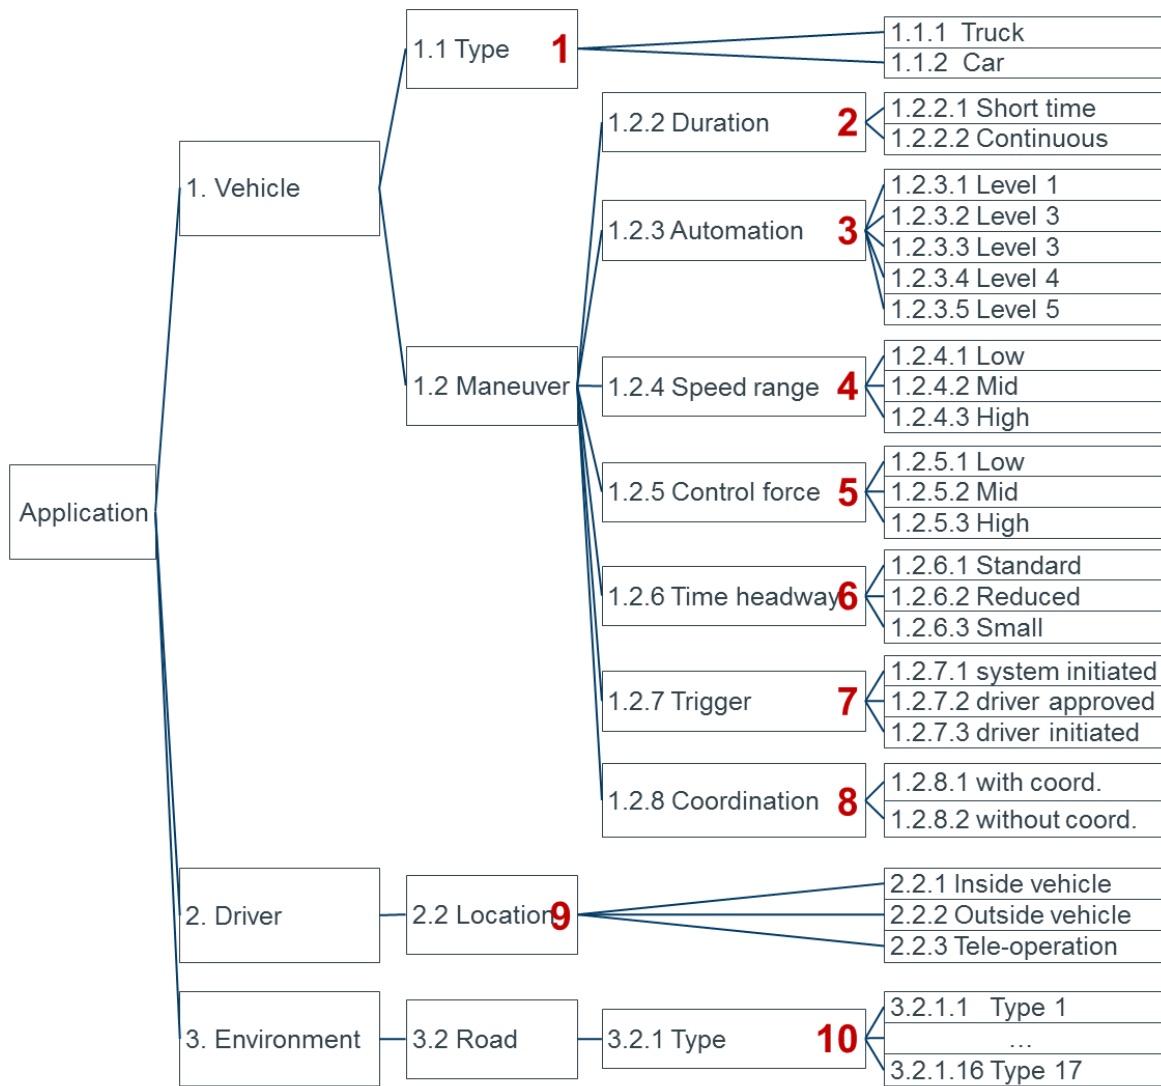 Application
1. Vehicle
1.1 Type 1
1.1.1 Truck
1.1.2 Car
1.2 Maneuver
1.2.2 Duration 2
1.2.2.1 Short time
1.2.2.2 Continuous
1.2.3 Automation 3
1.2.3.1 Level 1
1.2.3.2 Level 3
1.2.3.3 Level 3
1.2.3.4 Level 4
1.2.3.5 Level 5
1.2.4 Speed range 4
1.2.4.1 Low
1.2.4.2 Mid
1.2.4.3 High
1.2.5 Control force 5
1.2.5.1 Low
1.2.5.2 Mid
1.2.5.3 High
1.2.6 Time headway 6
1.2.6.1 Standard
1.2.6.2 Reduced
1.2.6.3 Small
1.2.7 Trigger 7
1.2.7.1 system initiated
1.2.7.2 driver approved
1.2.7.3 driver initiated
1.2.8 Coordination 8
1.2.8.1 with coord.
1.2.8.2 without coord.
2. Driver
2.2 Location 9
2.2.1 Inside vehicle
2.2.2 Outside vehicle
2.2.3 Tele-operation
3. Environment
3.2 Road
3.2.1 Type 10
3.2.1.1 Type 1
...
3.2.1.16 Type 17